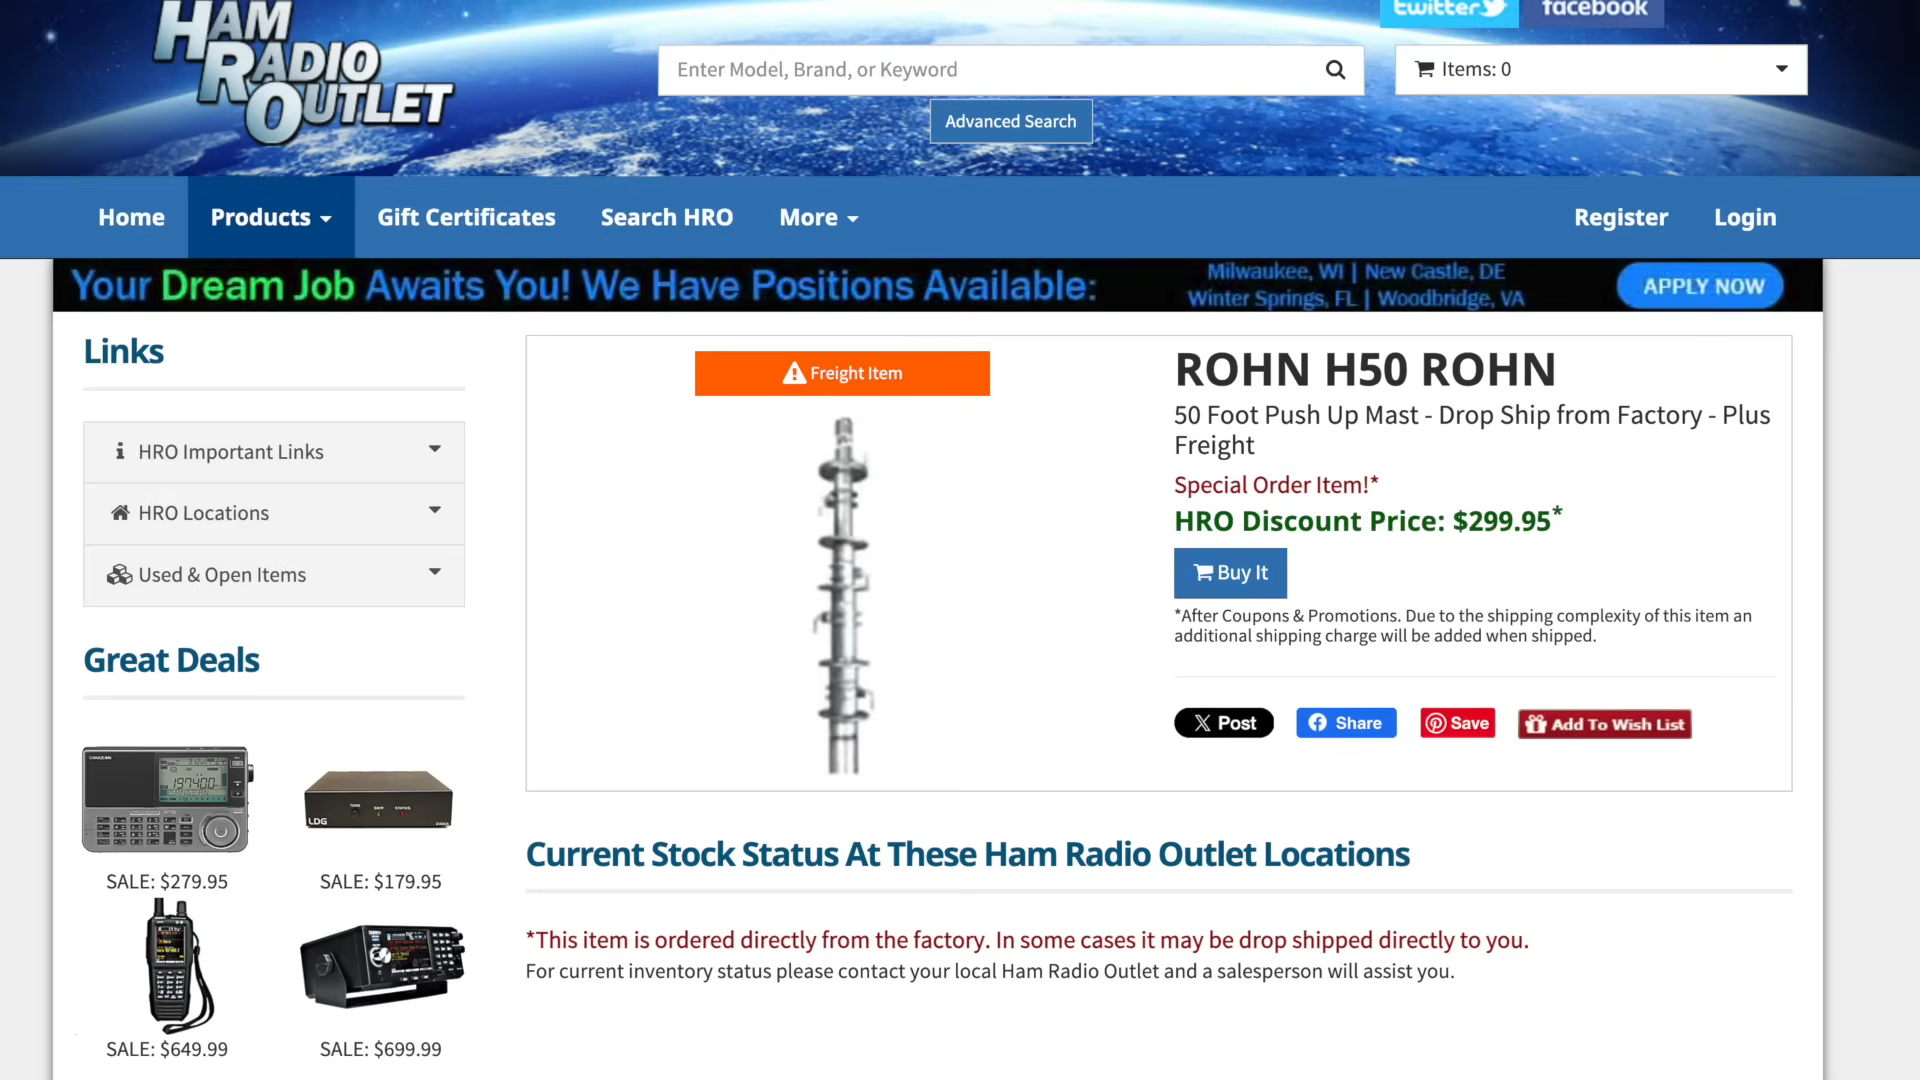 twitter
facebook
HAM
RADIO
OUTLET
Enter Model, Brand, or Keyword
Items: 0
Advanced Search
Home
Products
Gift Certificates
Search HRO
More
Register
Login
Your Dream Job Awaits You! We Have Positions Available:
Milwaukee, WI | New Castle, DE
Winter Springs, FL | Woodbridge, VA
APPLY NOW
Links
HRO Important Links
HRO Locations
Used & Open Items
Great Deals
SALE: $279.95
SALE: $179.95
SALE: $649.99
SALE: $699.99
Freight Item
ROHN H50 ROHN
50 Foot Push Up Mast - Drop Ship from Factory - Plus
Freight
Special Order Item!*
HRO Discount Price: $299.95*
Buy It
*After Coupons & Promotions. Due to the shipping complexity of this item an
additional shipping charge will be added when shipped.
Post
Share
Save
Add To Wish List
Current Stock Status At These Ham Radio Outlet Locations
*This item is ordered directly from the factory. In some cases it may be drop shipped directly to you.
For current inventory status please contact your local Ham Radio Outlet and a salesperson will assist you.
LDG